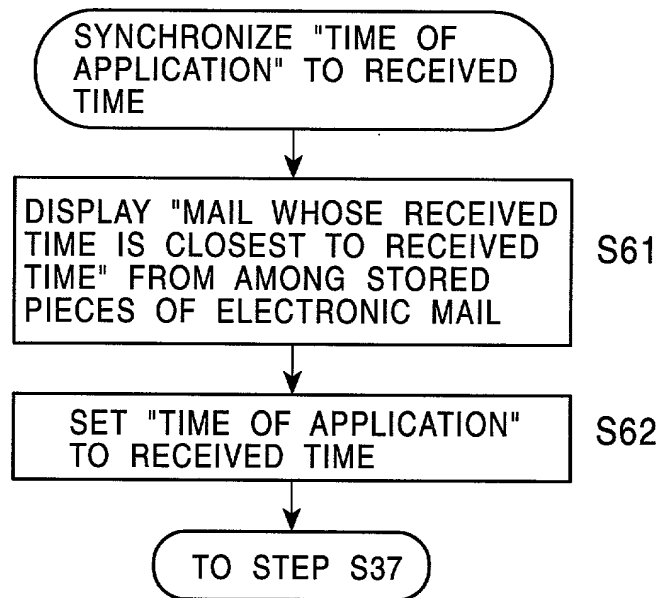 SYNCHRONIZE "TIME OF
APPLICATION" TO RECEIVED
TIME
DISPLAY "MAIL WHOSE RECEIVED
TIME IS CLOSEST TO RECEIVED
TIME" FROM AMONG STORED
PIECES OF ELECTRONIC MAIL
S61
SET "TIME OF APPLICATION"
TO RECEIVED TIME
S62
TO STEP S37